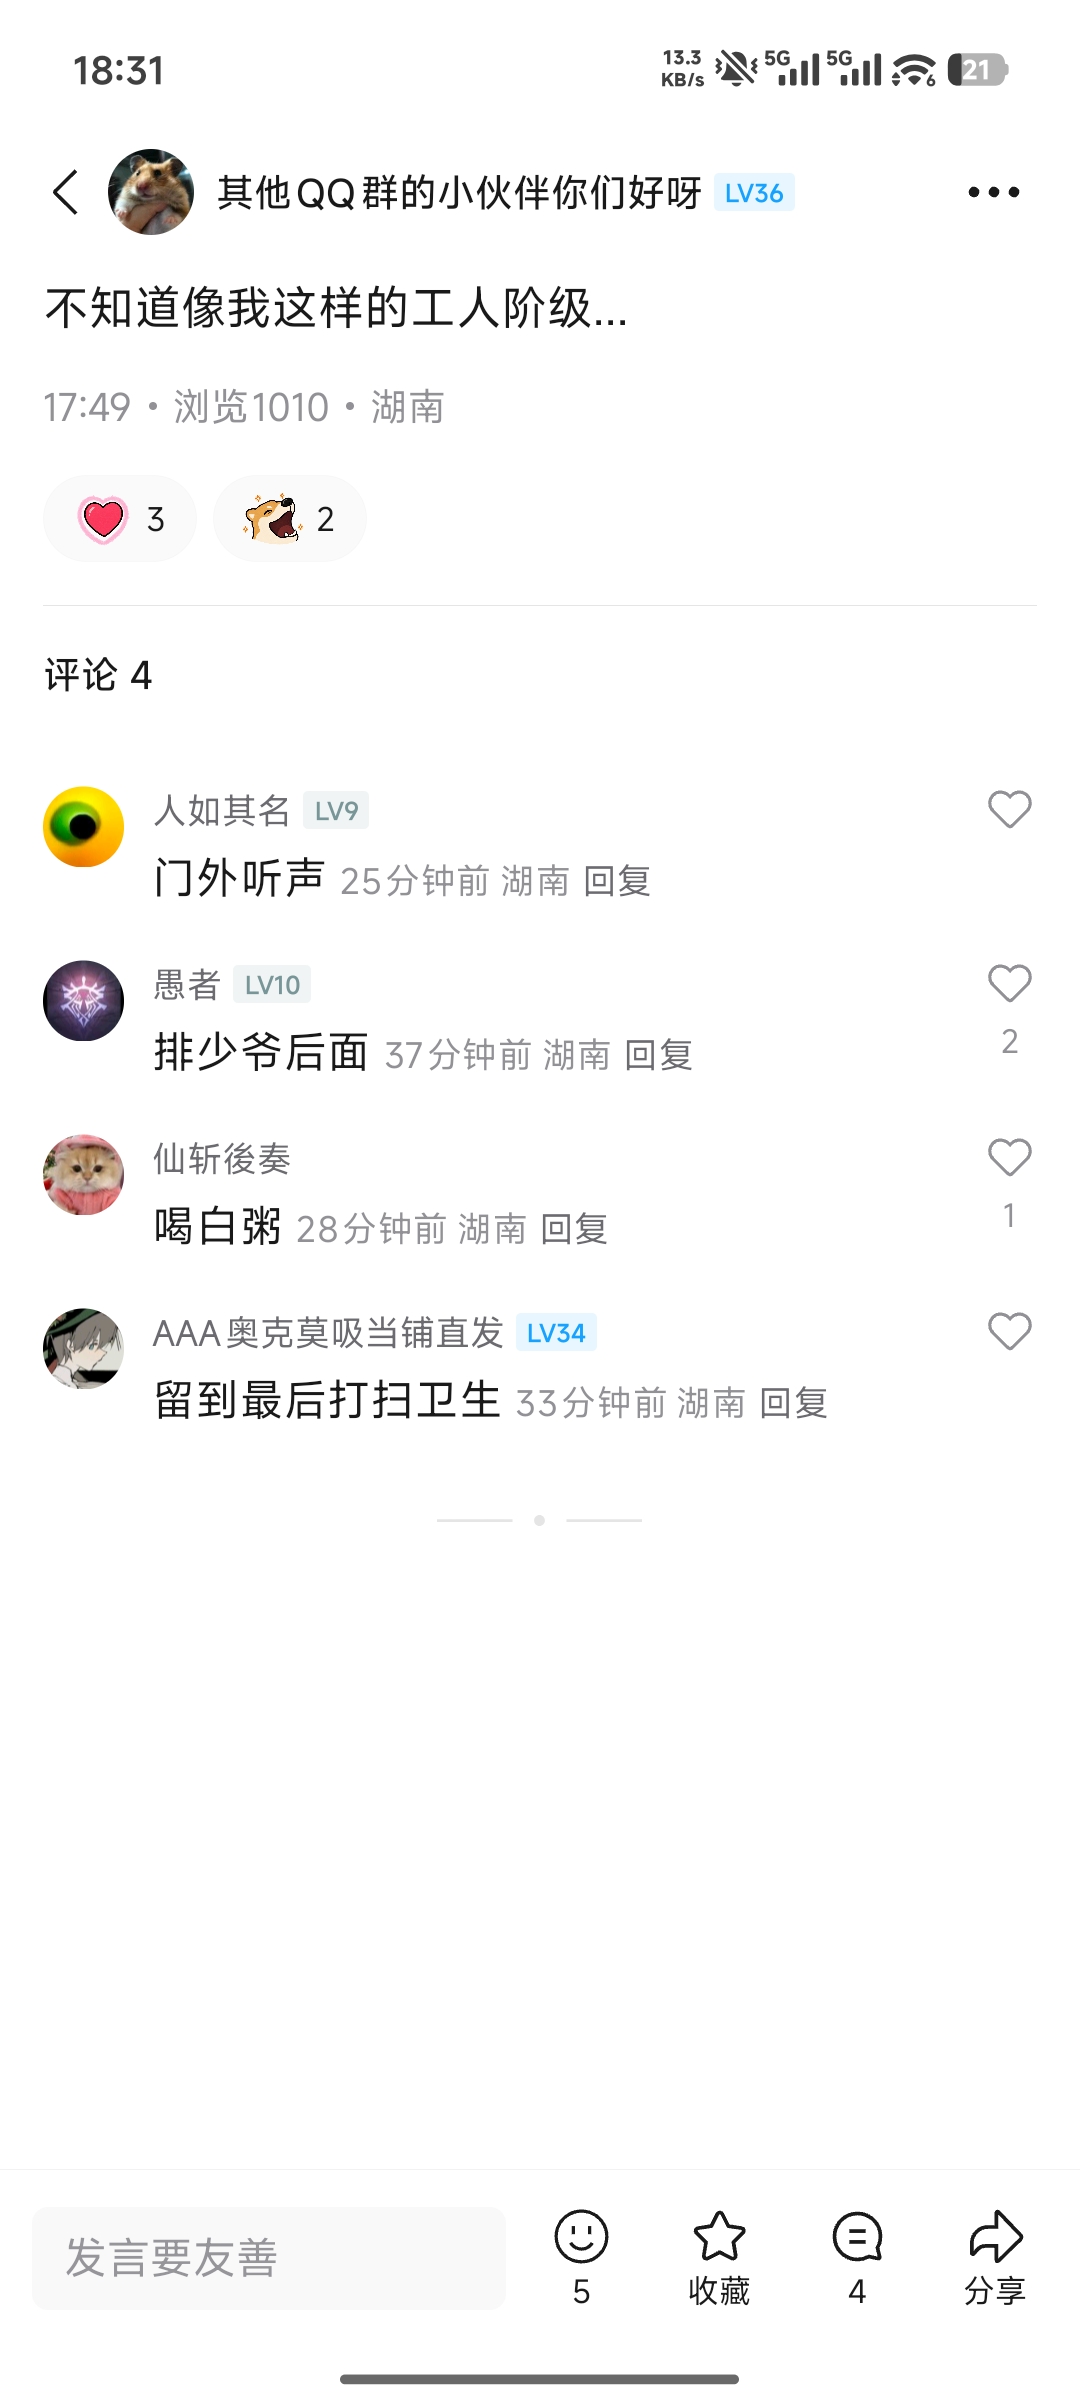 18:31
13.3 KB/s 5G 5G 6 21
其他QQ群的小伙伴你们好呀 LV36
不知道像我这样的工人阶级...
17:49 • 浏览1010 • 湖南
3 2
评论 4
人如其名 LV9
门外听声 25分钟前 湖南 回复
愚者 LV10
排少爷后面 37分钟前 湖南 回复
2
仙斩後奏
喝白粥 28分钟前 湖南 回复
1
AAA奥克莫吸当铺直发 LV34
留到最后打扫卫生 33分钟前 湖南 回复
发言要友善
5 收藏 4 分享